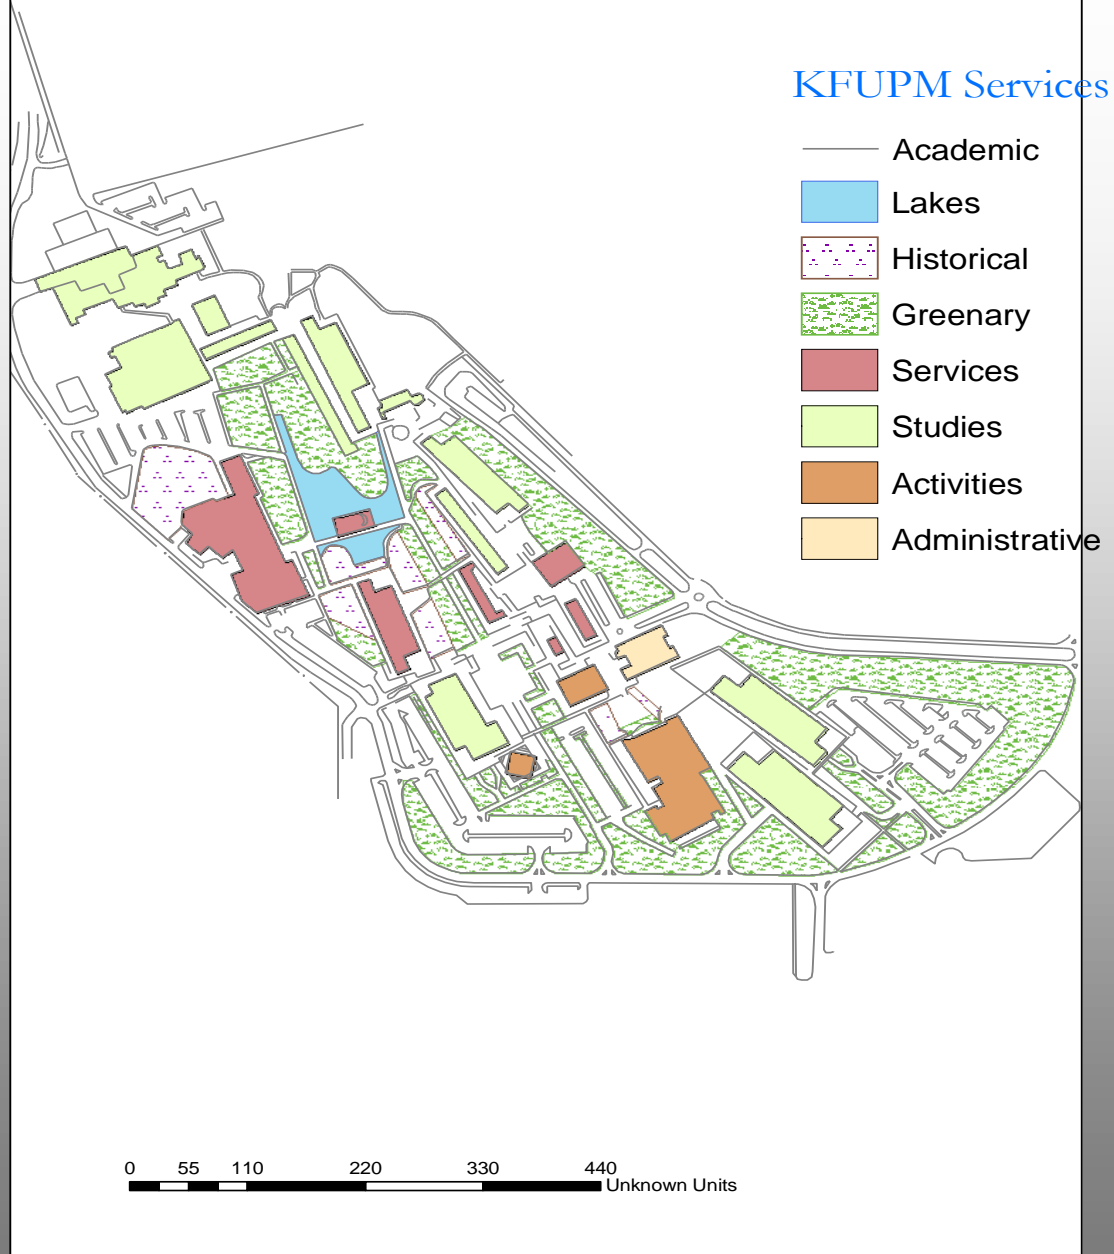 KFUPM Services
Academic
Lakes
Historical
Greenary
Services
Studies
Activities
Administrative
0 55 110 220 330 440
Unknown Units